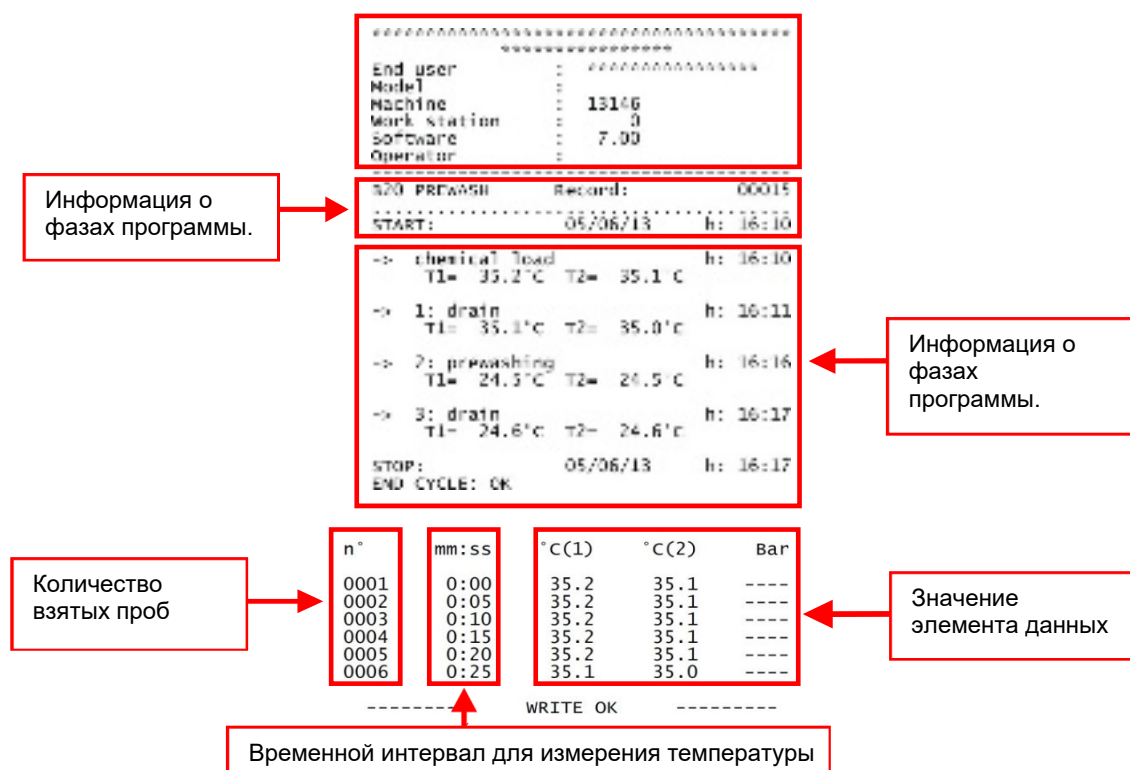 End user :
Model :
Machine : 13146
Work station : 0
Software : 7.00
Operator :
Информация о
фазах программы.
B20 PREWASH Record: 00015
START: 05/06/13 h: 16:10
-> chemical load h: 16:10
T1= 35.2°C T2= 35.1°C
-> 1: drain h: 16:11
T1= 35.1°C T2= 35.0°C
-> 2: prewashing h: 16:16
T1= 24.5°C T2= 24.5°C
-> 3: drain h: 16:17
T1= 24.6°C T2= 24.6°C
STOP: 05/06/13 h: 16:17
END CYCLE: OK
Информация о
фазах
программы.
n° mm:ss °C(1) °C(2) Bar
0001 0:00 35.2 35.1 ----
0002 0:05 35.2 35.1 ----
0003 0:10 35.2 35.1 ----
0004 0:15 35.2 35.1 ----
0005 0:20 35.2 35.1 ----
0006 0:25 35.1 35.0 ----
Количество
взятых проб
Значение
элемента данных
--------- WRITE OK ---------
Временной интервал для измерения температуры